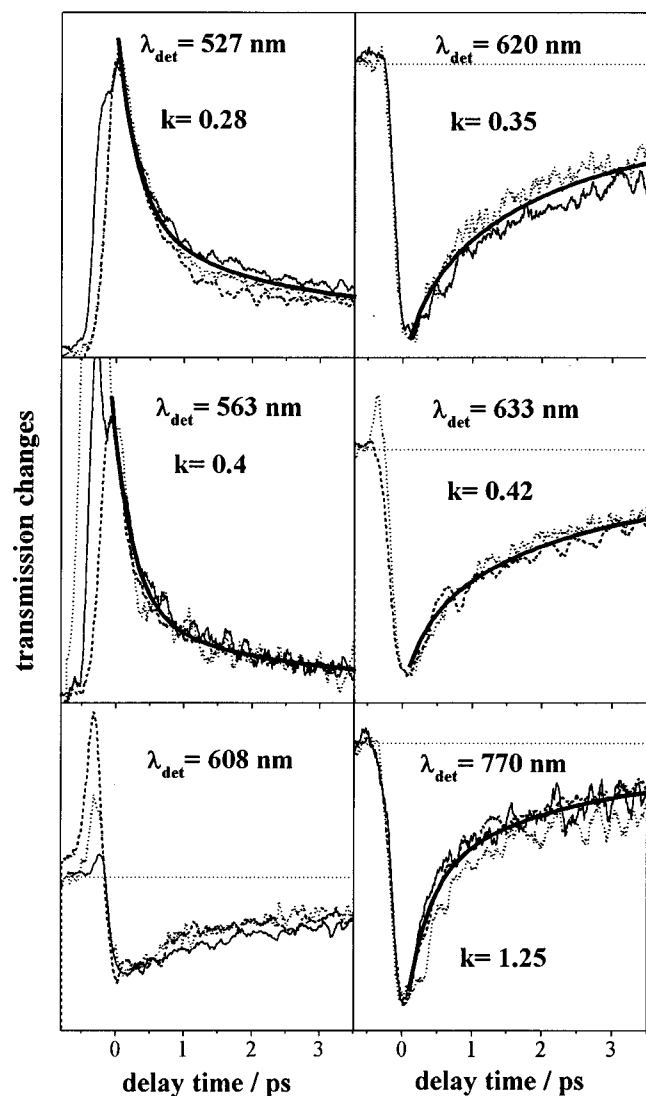 λdet= 527 nm
k= 0.28
λdet= 620 nm
k= 0.35
λdet= 563 nm
k= 0.4
λdet= 633 nm
k= 0.42
λdet= 608 nm
λdet= 770 nm
k= 1.25
transmission changes
0 1 2 3
0 1 2 3
delay time / ps
delay time / ps